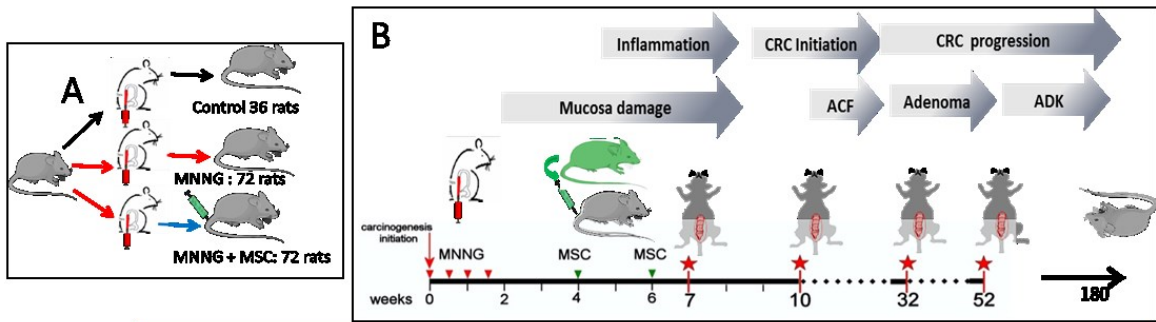 A
Control 36 rats
MNNG : 72 rats
MNNG + MSC: 72 rats
B
Inflammation
CRC Initiation
CRC progression
Mucosa damage
ACF
Adenoma
ADK
carcinogenesis
initiation
MNNG
MSC
MSC
weeks 0 2 4 6 7 10 32 52
180